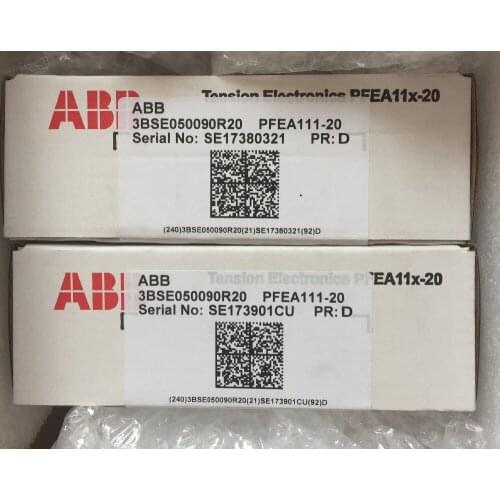 ABB
Tension Electronics PFEA11x-20
ABB
3BSE050090R20 PFEA111-20
Serial No: SE17380321 PR: D
(240)3BSE050090R20(21)SE17380321(92)D
ABB
Tension Electronics PFEA11x-20
ABB
3BSE050090R20 PFEA111-20
Serial No: SE173901CU PR: D
(240)3BSE050090R20(21)SE173901CU(92)D